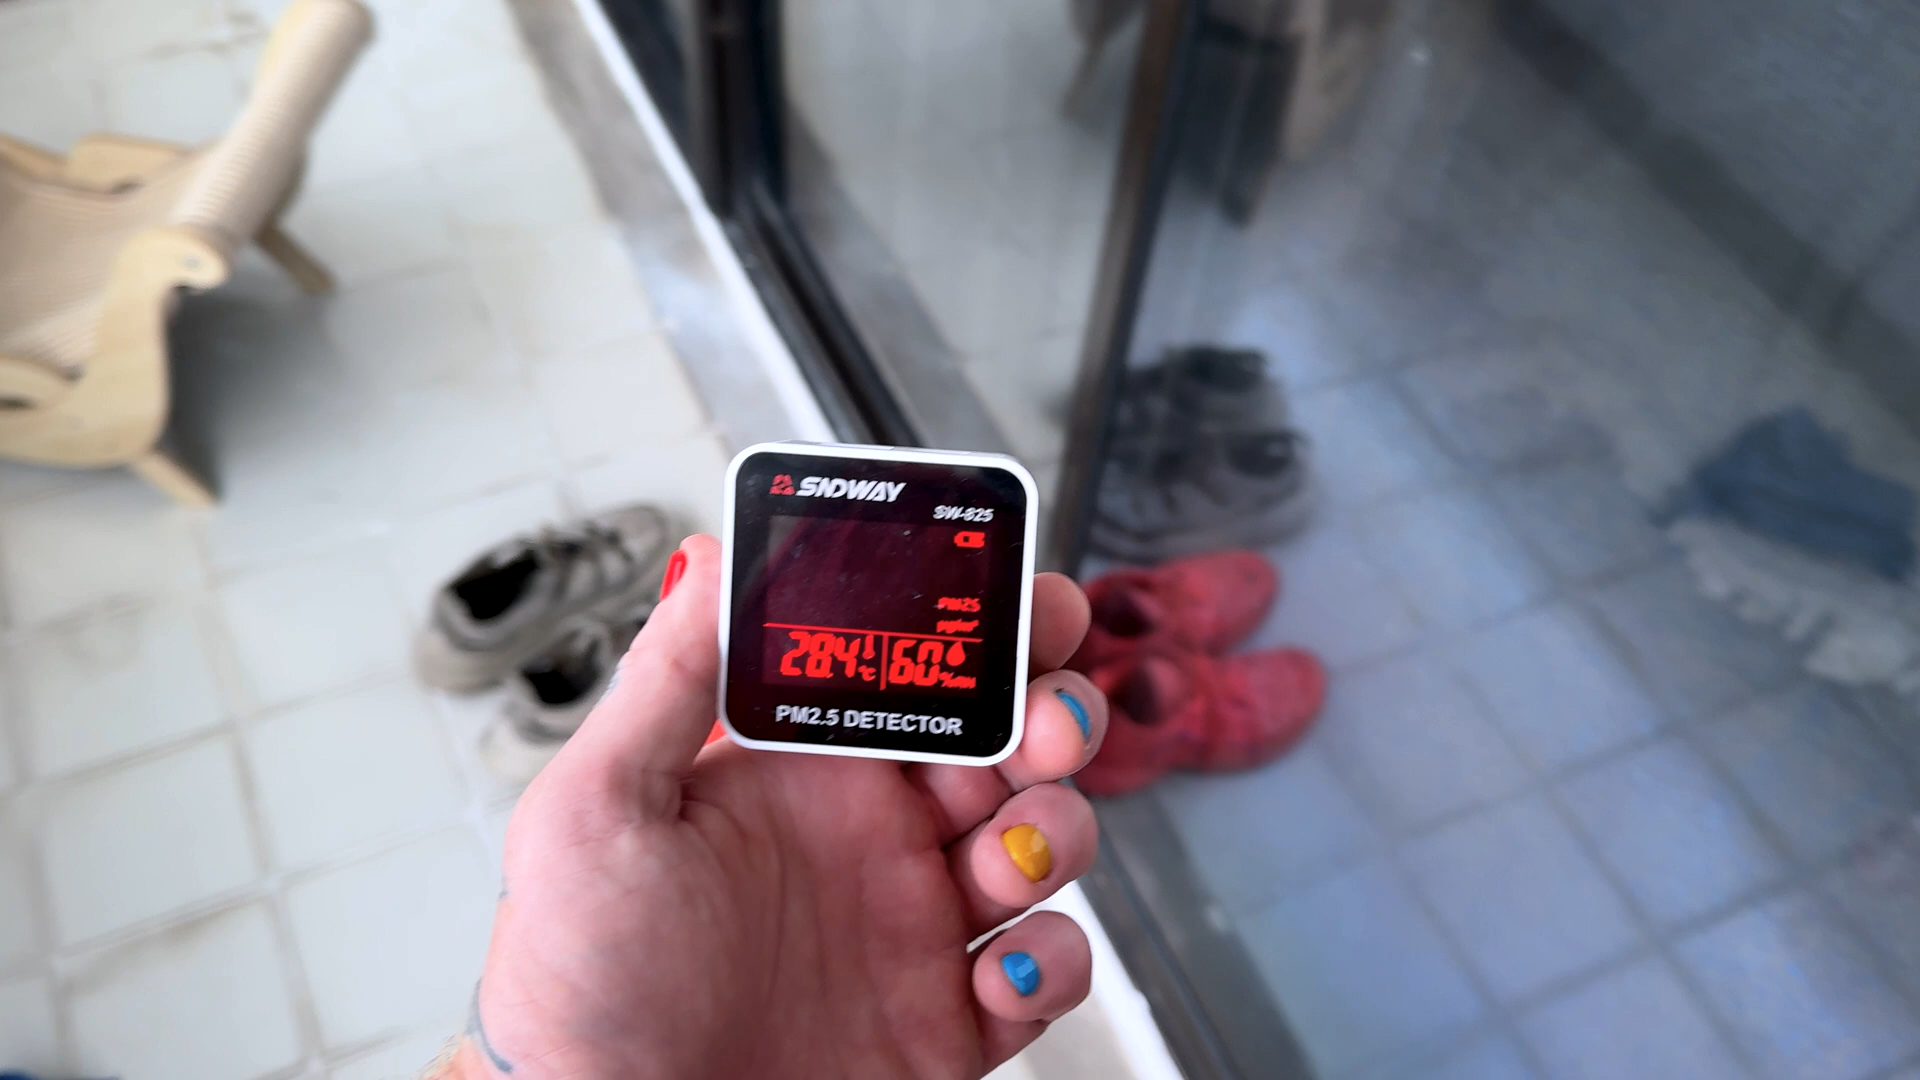 SNDWAY
SW-825
PM2.5
μg/m³
28.4 °C 60 %RH
PM2.5 DETECTOR